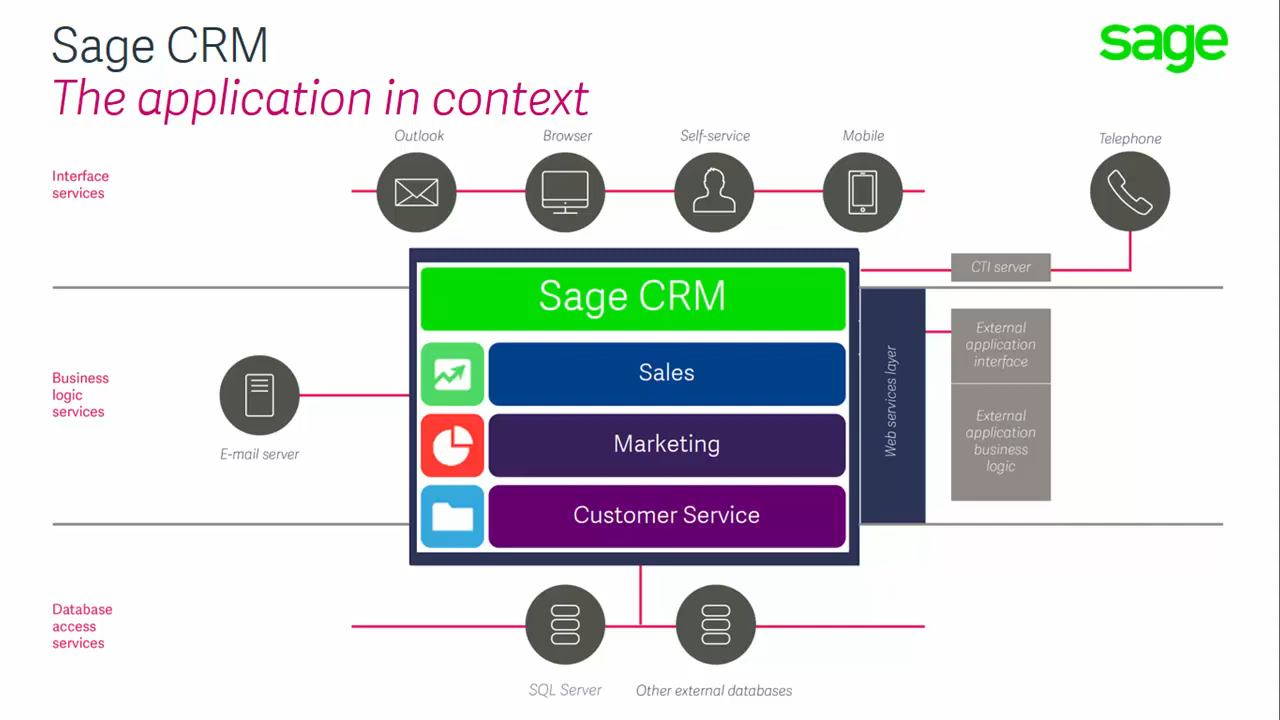 Sage CRM
sage
The application in context
Outlook
Browser
Self-service
Mobile
Telephone
Interface
services
CTI server
Sage CRM
Sales
Marketing
Customer Service
Web services layer
External
application
interface
External
application
business
logic
Business
logic
services
E-mail server
Database
access
services
SQL Server
Other external databases